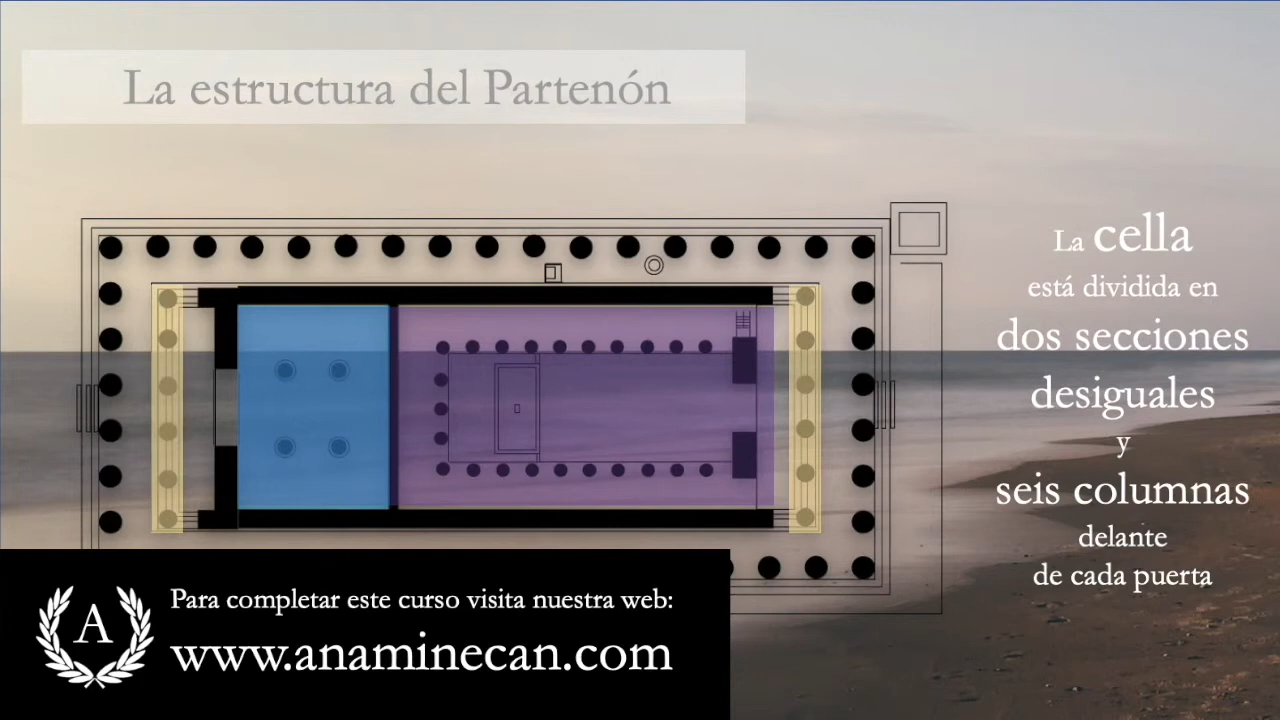 La estructura del Partenón
La cella
está dividida en
dos secciones
desiguales
y
seis columnas
delante
de cada puerta
A
Para completar este curso visita nuestra web:
www.anaminecan.com